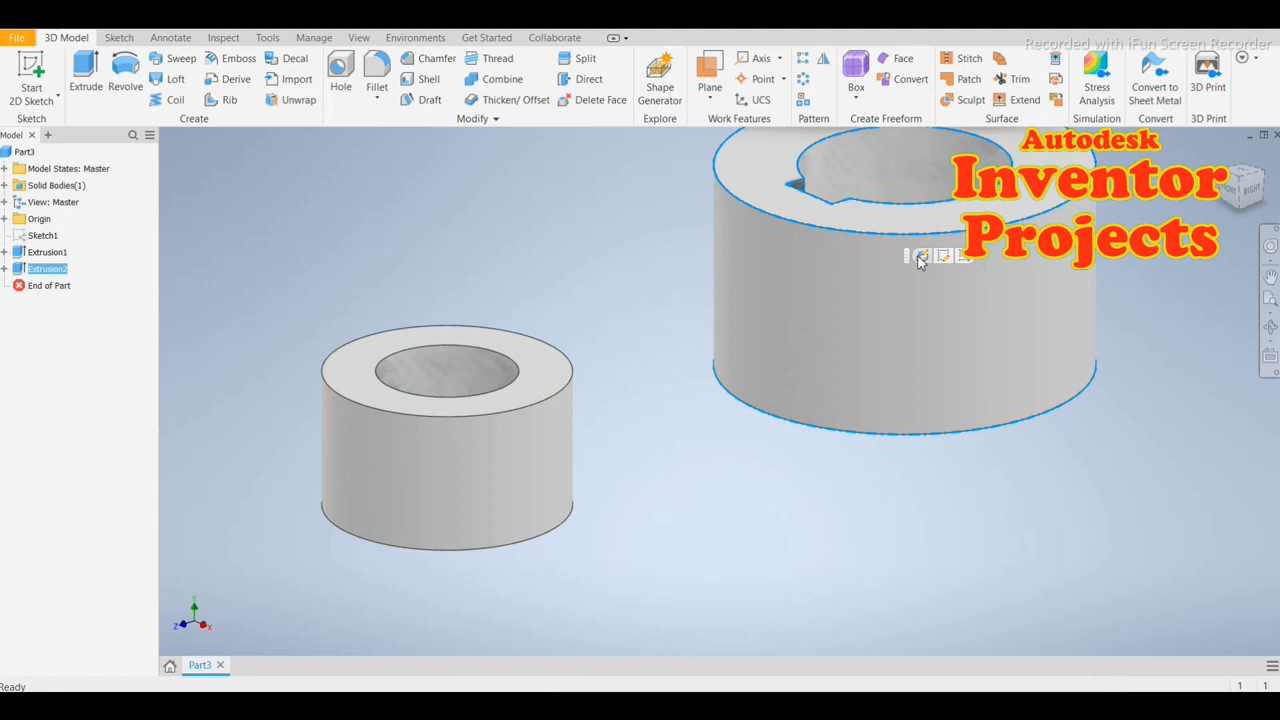 File 3D Model Sketch Annotate Inspect Tools Manage View Environments Get Started Collaborate
Recorded with iFun Screen Recorder
Start
2D Sketch
Extrude
Revolve
Sweep
Loft
Coil
Emboss
Derive
Rib
Decal
Import
Unwrap
Hole
Fillet
Chamfer
Shell
Draft
Thread
Combine
Thicken/ Offset
Split
Direct
Delete Face
Shape
Generator
Plane
Axis
Point
UCS
Box
Face
Convert
Stitch
Patch
Sculpt
Trim
Extend
Stress
Analysis
Convert to
Sheet Metal
3D Print
Sketch Create Modify Explore Work Features Pattern Create Freeform Surface Simulation Convert 3D Print
Model
Part3
Model States: Master
Solid Bodies(1)
View: Master
Origin
Sketch1
Extrusion1
Extrusion2
End of Part
Autodesk
Inventor
Projects
RIGHT
Z X Y
Part3
Ready 1 1